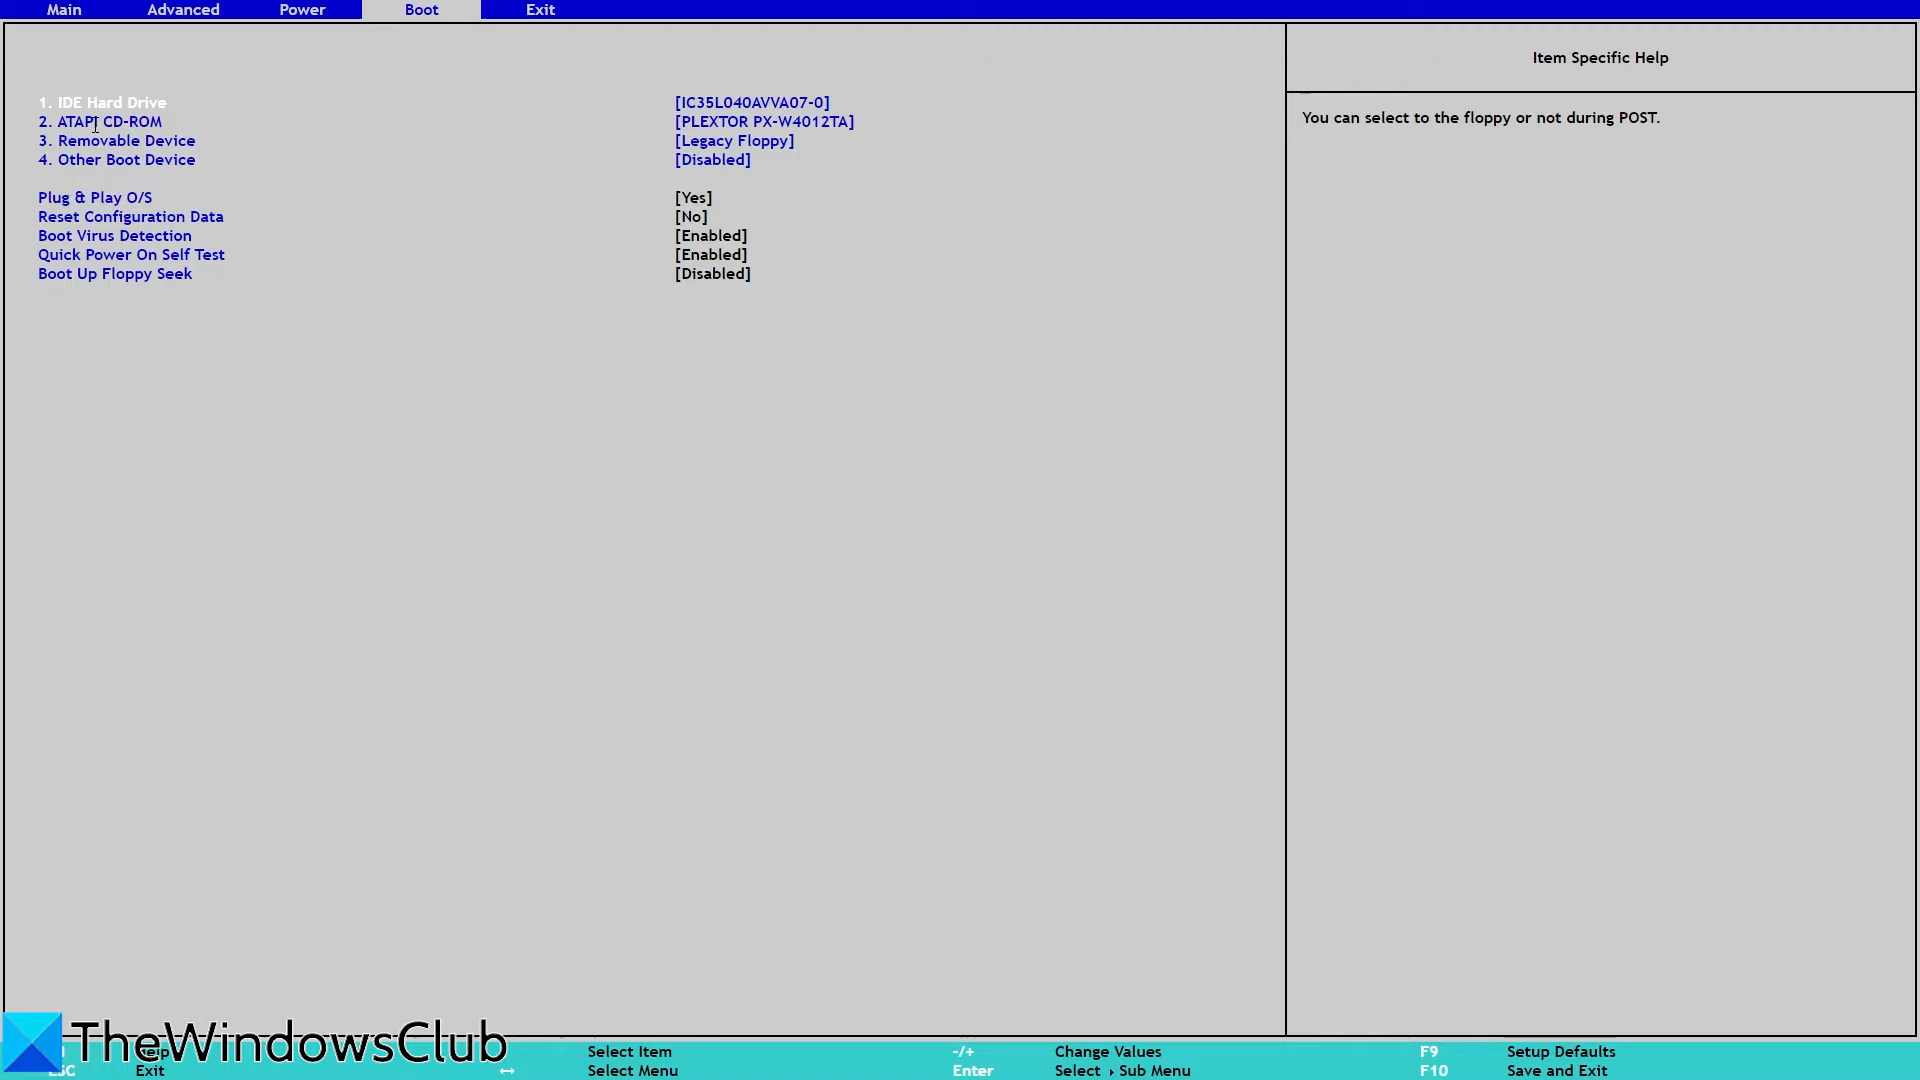 Main Advanced Power Boot Exit
Item Specific Help
You can select to the floppy or not during POST.
1. IDE Hard Drive [IC35L040AVVA07-0]
2. ATAPI CD-ROM [PLEXTOR PX-W4012TA]
3. Removable Device [Legacy Floppy]
4. Other Boot Device [Disabled]
Plug & Play O/S [Yes]
Reset Configuration Data [No]
Boot Virus Detection [Enabled]
Quick Power On Self Test [Enabled]
Boot Up Floppy Seek [Disabled]
TheWindowsClub
Help Select Item -/+ Change Values F9 Setup Defaults
ESC Exit ↔ Select Menu Enter Select ▸ Sub Menu F10 Save and Exit